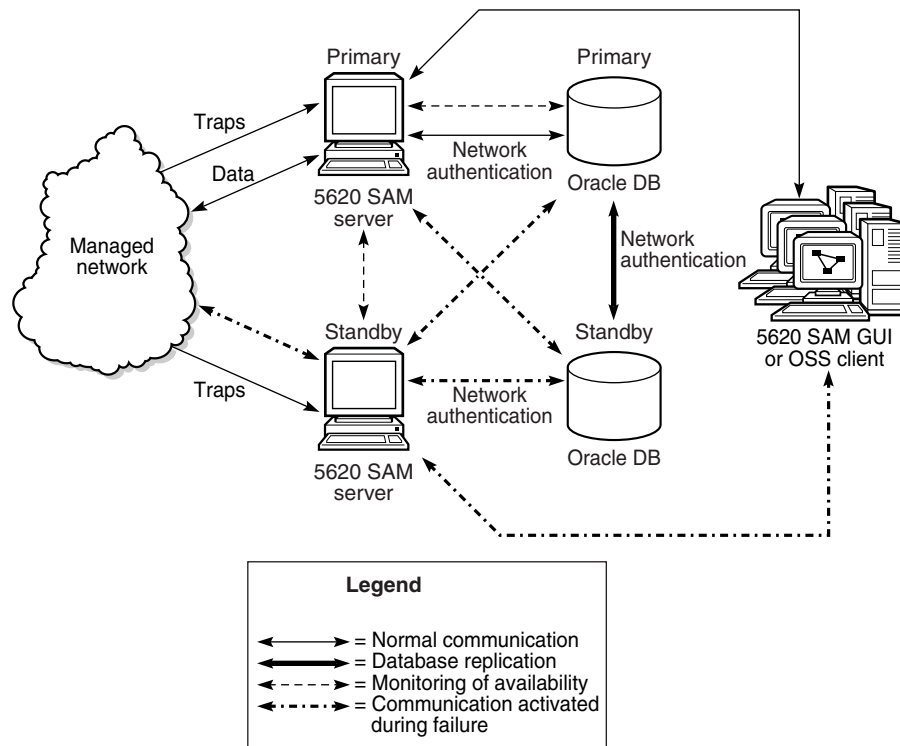 Primary
Primary
Traps
Data
Network
authentication
5620 SAM
server
Oracle DB
Managed
network
Network
authentication
Standby
Standby
5620 SAM GUI
or OSS client
Traps
Network
authentication
5620 SAM
server
Oracle DB
Legend
= Normal communication
= Database replication
= Monitoring of availability
= Communication activated
during failure